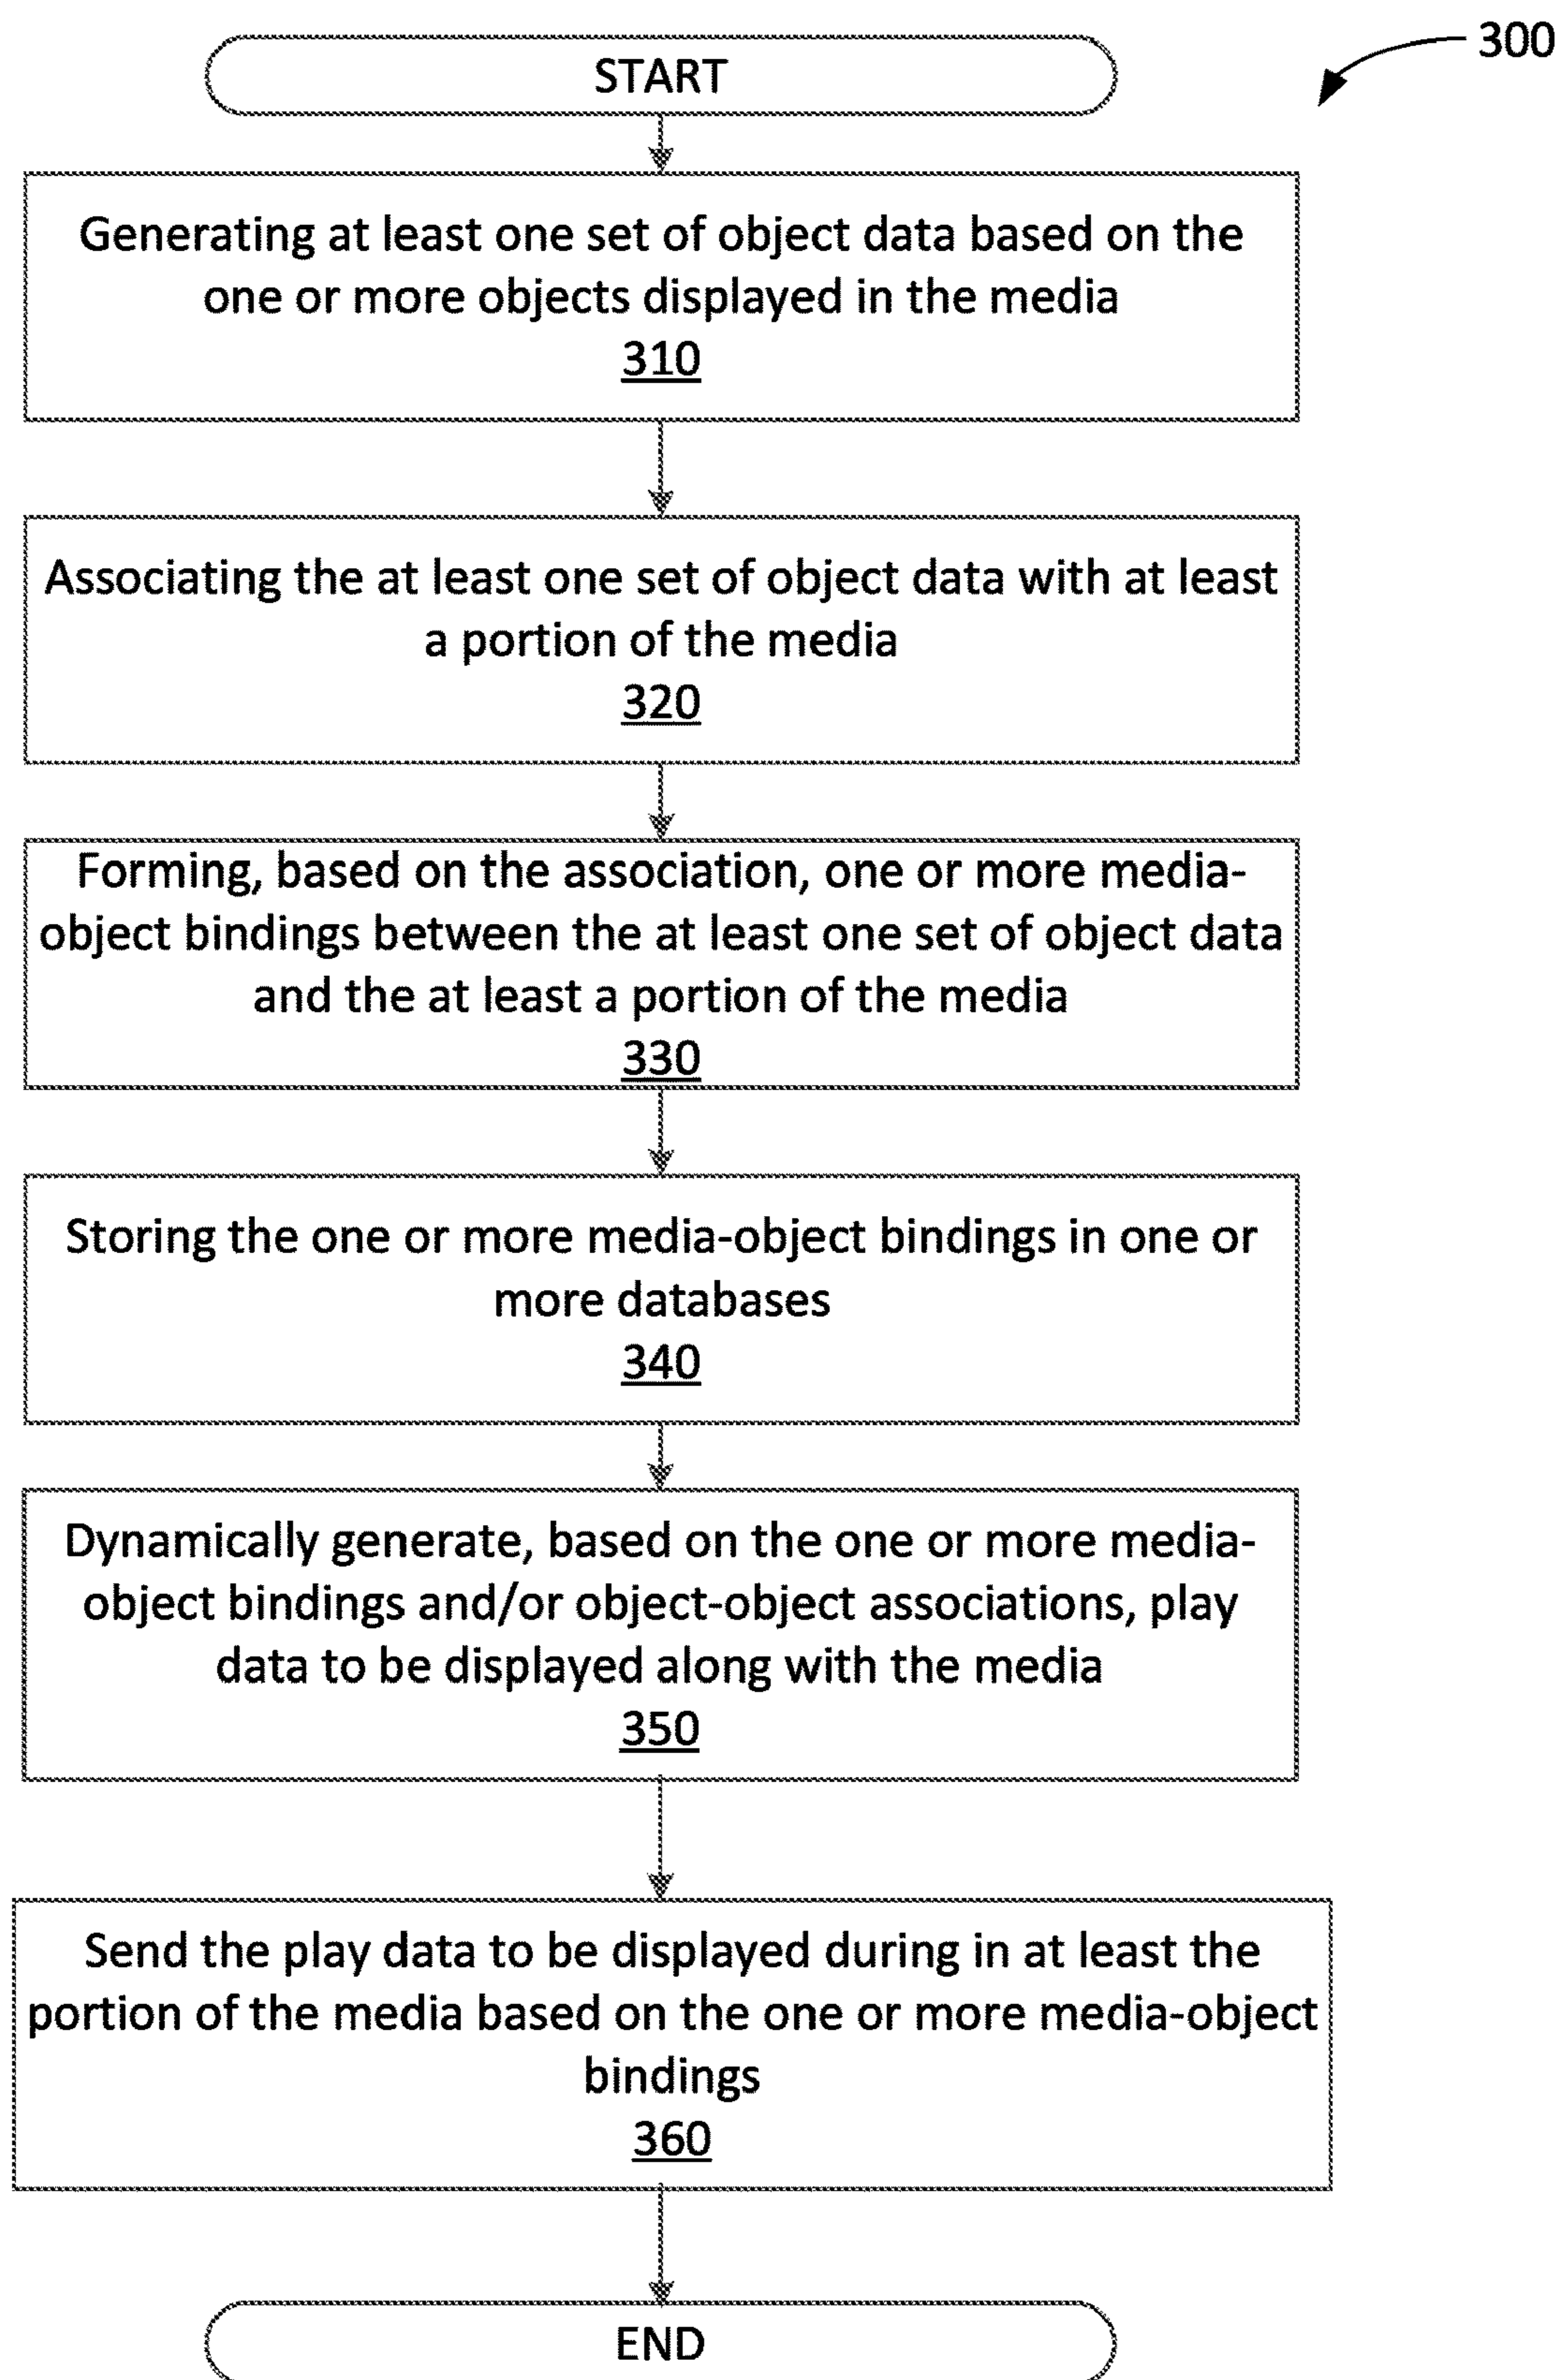 300
START
Generating at least one set of object data based on the
one or more objects displayed in the media
310
Associating the at least one set of object data with at least
a portion of the media
320
Forming, based on the association, one or more media-
object bindings between the at least one set of object data
and the at least a portion of the media
330
Storing the one or more media-object bindings in one or
more databases
340
Dynamically generate, based on the one or more media-
object bindings and/or object-object associations, play
data to be displayed along with the media
350
Send the play data to be displayed during in at least the
portion of the media based on the one or more media-object
bindings
360
END